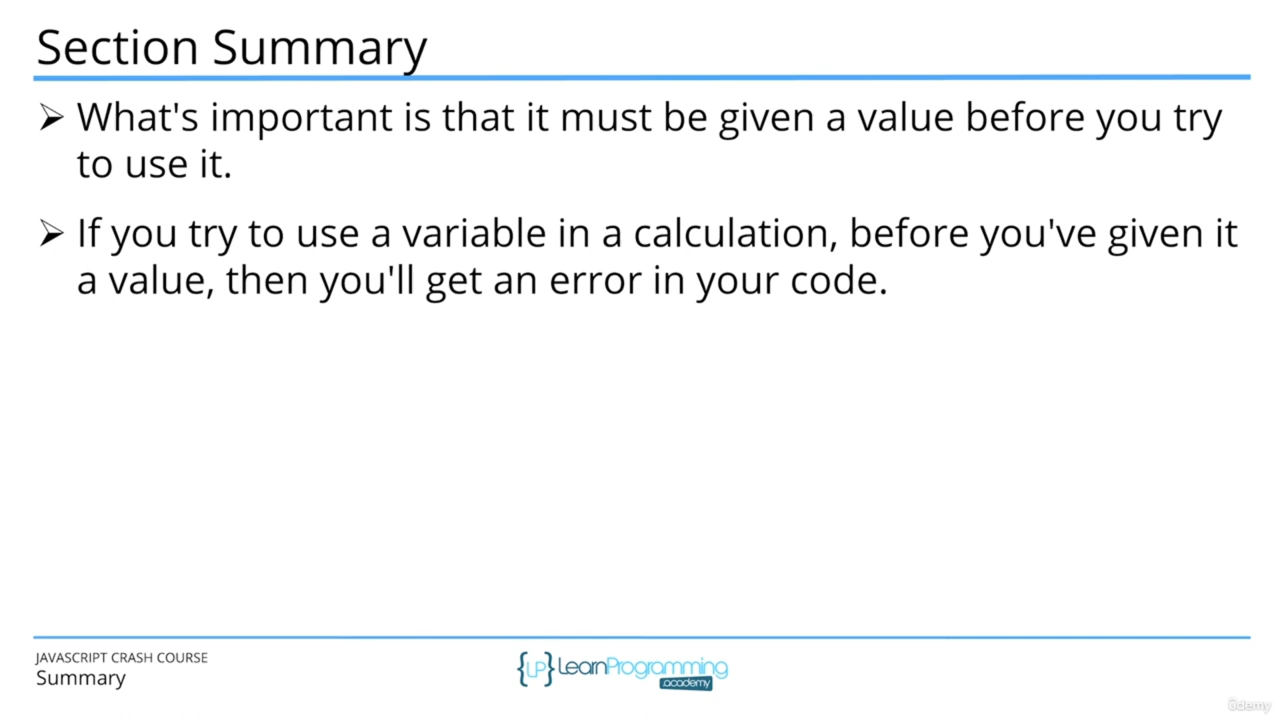 Section Summary
➢ What's important is that it must be given a value before you try
to use it.
➢ If you try to use a variable in a calculation, before you've given it
a value, then you'll get an error in your code.
JAVASCRIPT CRASH COURSE
Summary
{LP} LearnProgramming
.academy
ûdemy